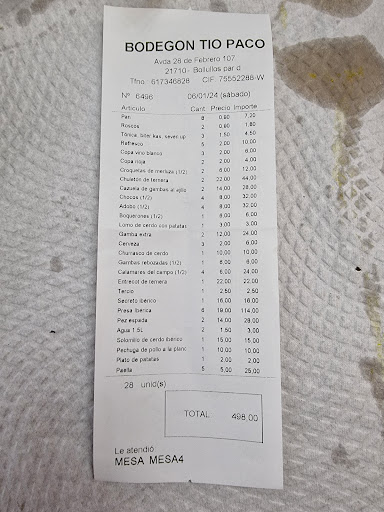 BODEGON TIO PACO
Avda 28 de Febrero 107
21710 - Bollullos par d
Tfno : 617346828 CIF 75552288-W
Nº 6496 06/01/24 (sábado)
Artículo Cant. Precio Importe
Pan 0,90 7,20
Roscos 2 0,90 1,80
Tónica, biter kas, seven up 3 1,50 4,50
Refresco 5 2,00 10,00
Copa vino blanco 3 2,00 6,00
Copa rioja 2 2,00 4,00
Croquetas de merluza (1/2) 2 6,00 12,00
Chuletón de ternera 2 22,00 44,00
Cazuela de gambas al ajillo 2 14,00 28,00
Chocos (1/2) 4 8,00 32,00
Adobo (1/2) 4 8,00 32,00
Boquerones (1/2) 1 6,00 6,00
Lomo de cerdo con patatas 1 3,00 3,00
Gamba extra 2 12,00 24,00
Cerveza 3 2,00 6,00
Churrasco de cerdo 1 10,00 10,00
Gambas rebozadas (1/2) 1 8,00 8,00
Calamares del campo (1/2) 4 6,00 24,00
Entrecot de ternera 1 22,00 22,00
Tercio 1 2,50 2,50
Secreto ibérico 1 16,00 16,00
Presa ibérica 6 19,00 114,00
Pez espada 2 14,00 28,00
Agua 1.5L 2 1,50 3,00
Solomillo de cerdo ibérico 1 15,00 15,00
Pechuga de pollo a la planc 1 10,00 10,00
Plato de patatas 1 2,00 2,00
Paella 5 5,00 25,00
28 unid(s)
TOTAL 498,00
Le atendió
MESA MESA4